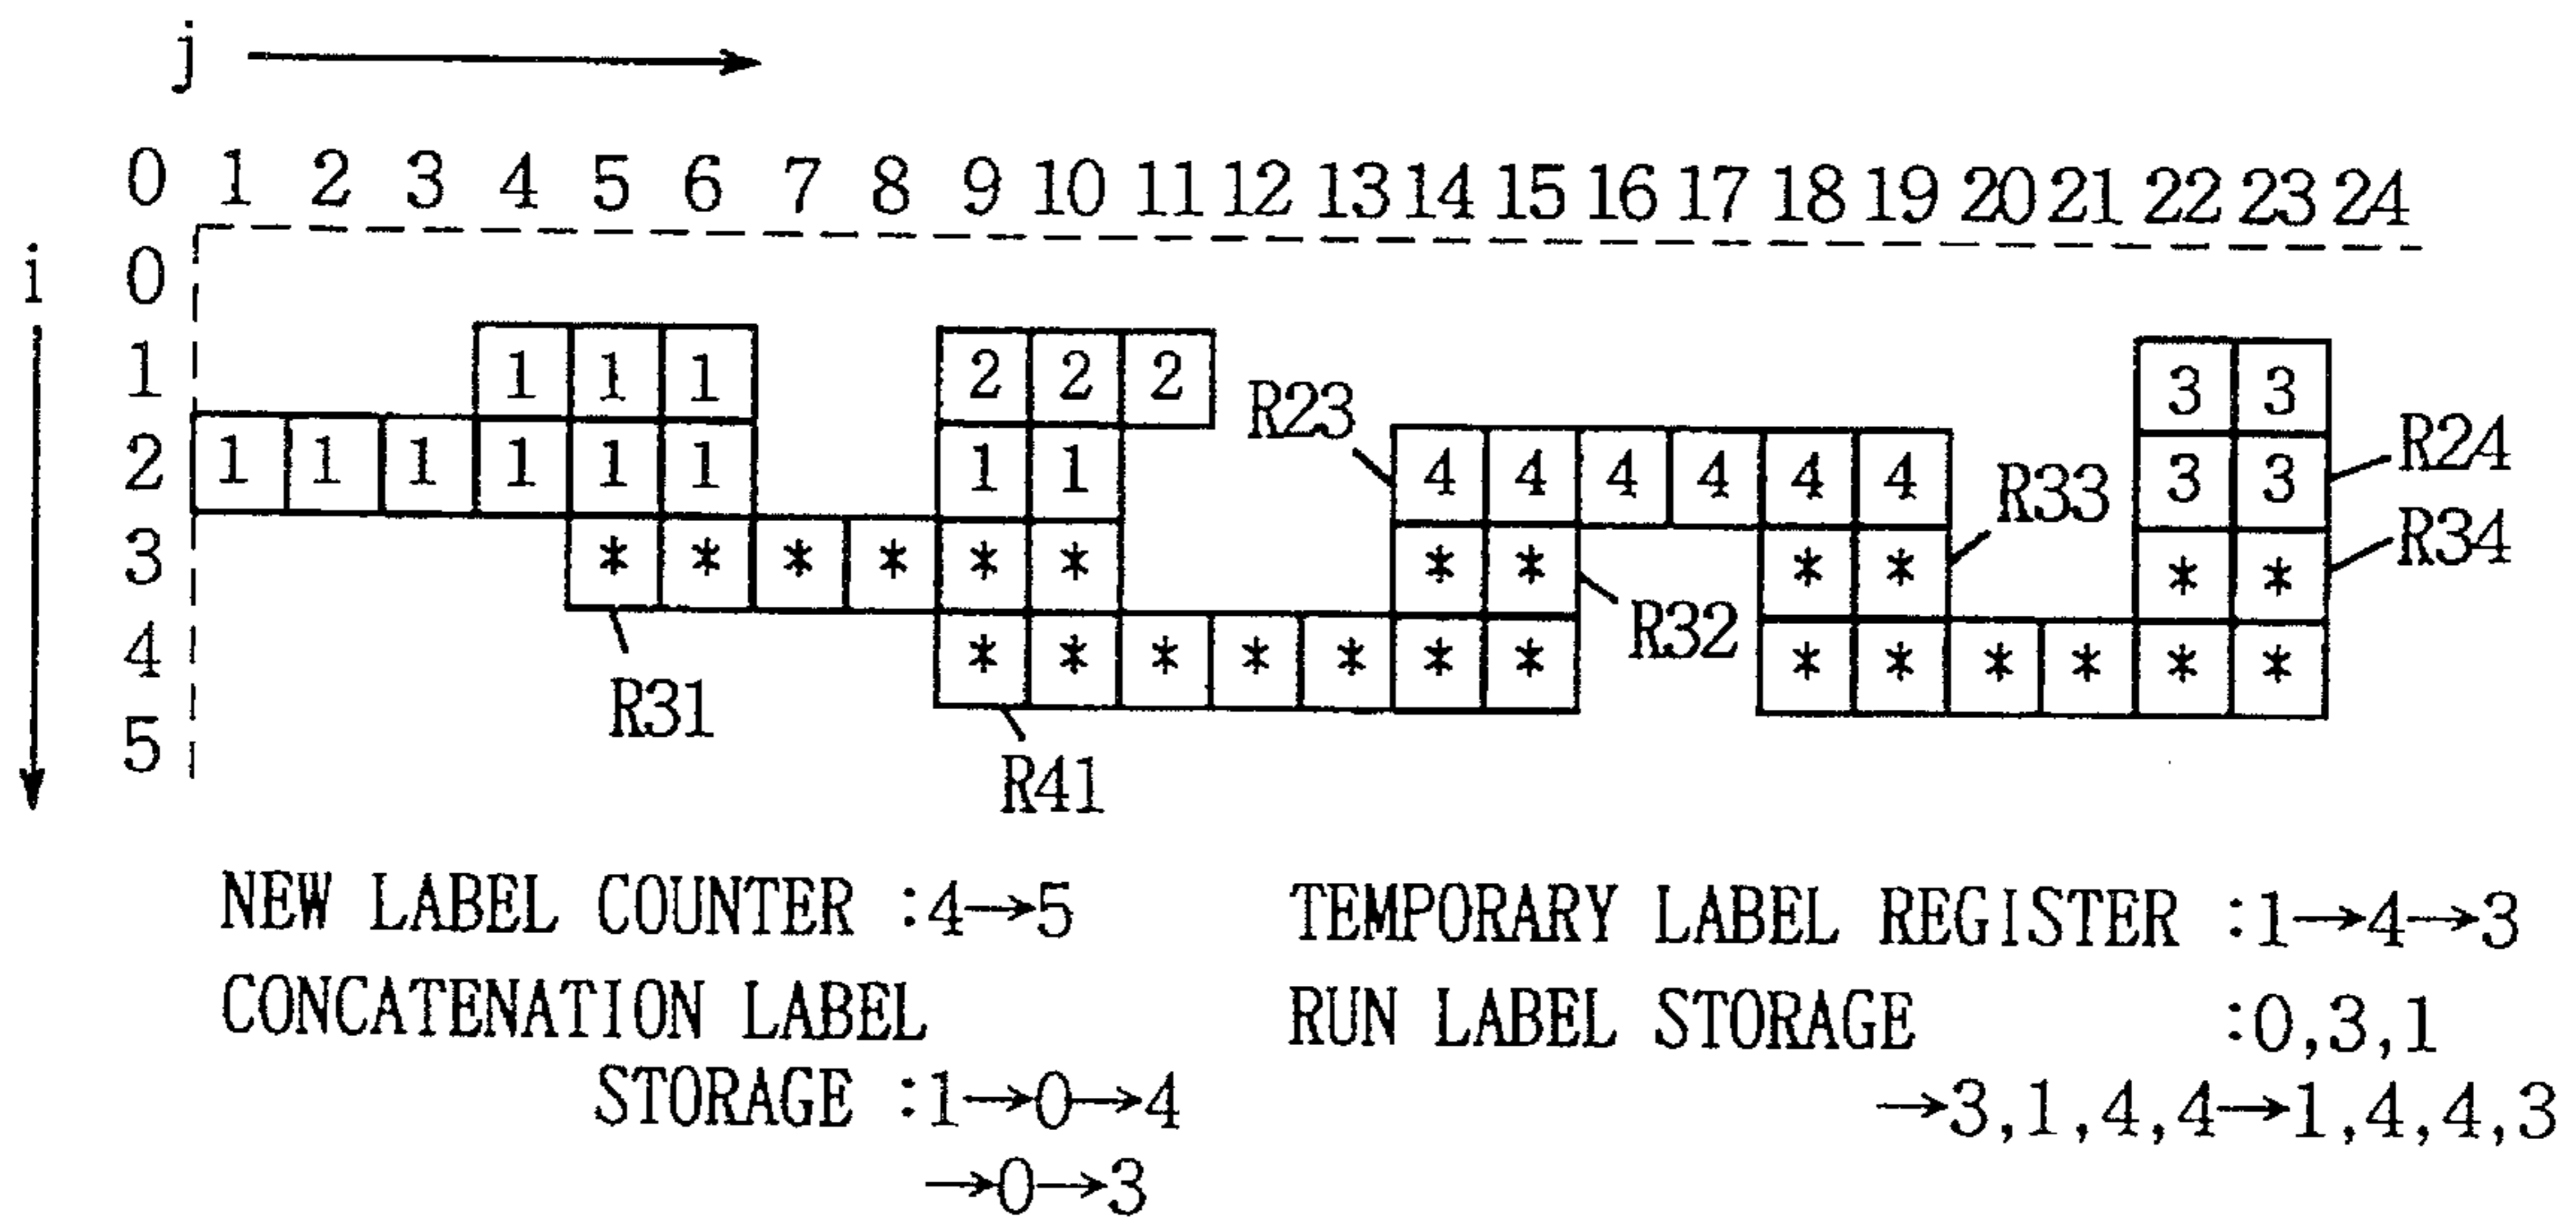 j
0 1 2 3 4 5 6 7 8 9 10 11 12 13 14 15 16 17 18 19 20 21 22 23 24
i 0
1 1 1 1 2 2 2 3 3
R23
2 1 1 1 1 1 1 1 1 4 4 4 4 4 4 3 3 R24
R33
3 * * * * * * * * * * * * R34
R32
4 * * * * * * * * * * * * *
R31
5
R41
NEW LABEL COUNTER :4→5 TEMPORARY LABEL REGISTER :1→4→3
CONCATENATION LABEL RUN LABEL STORAGE :0,3,1
STORAGE :1→0→4 →3,1,4,4→1,4,4,3
→0→3